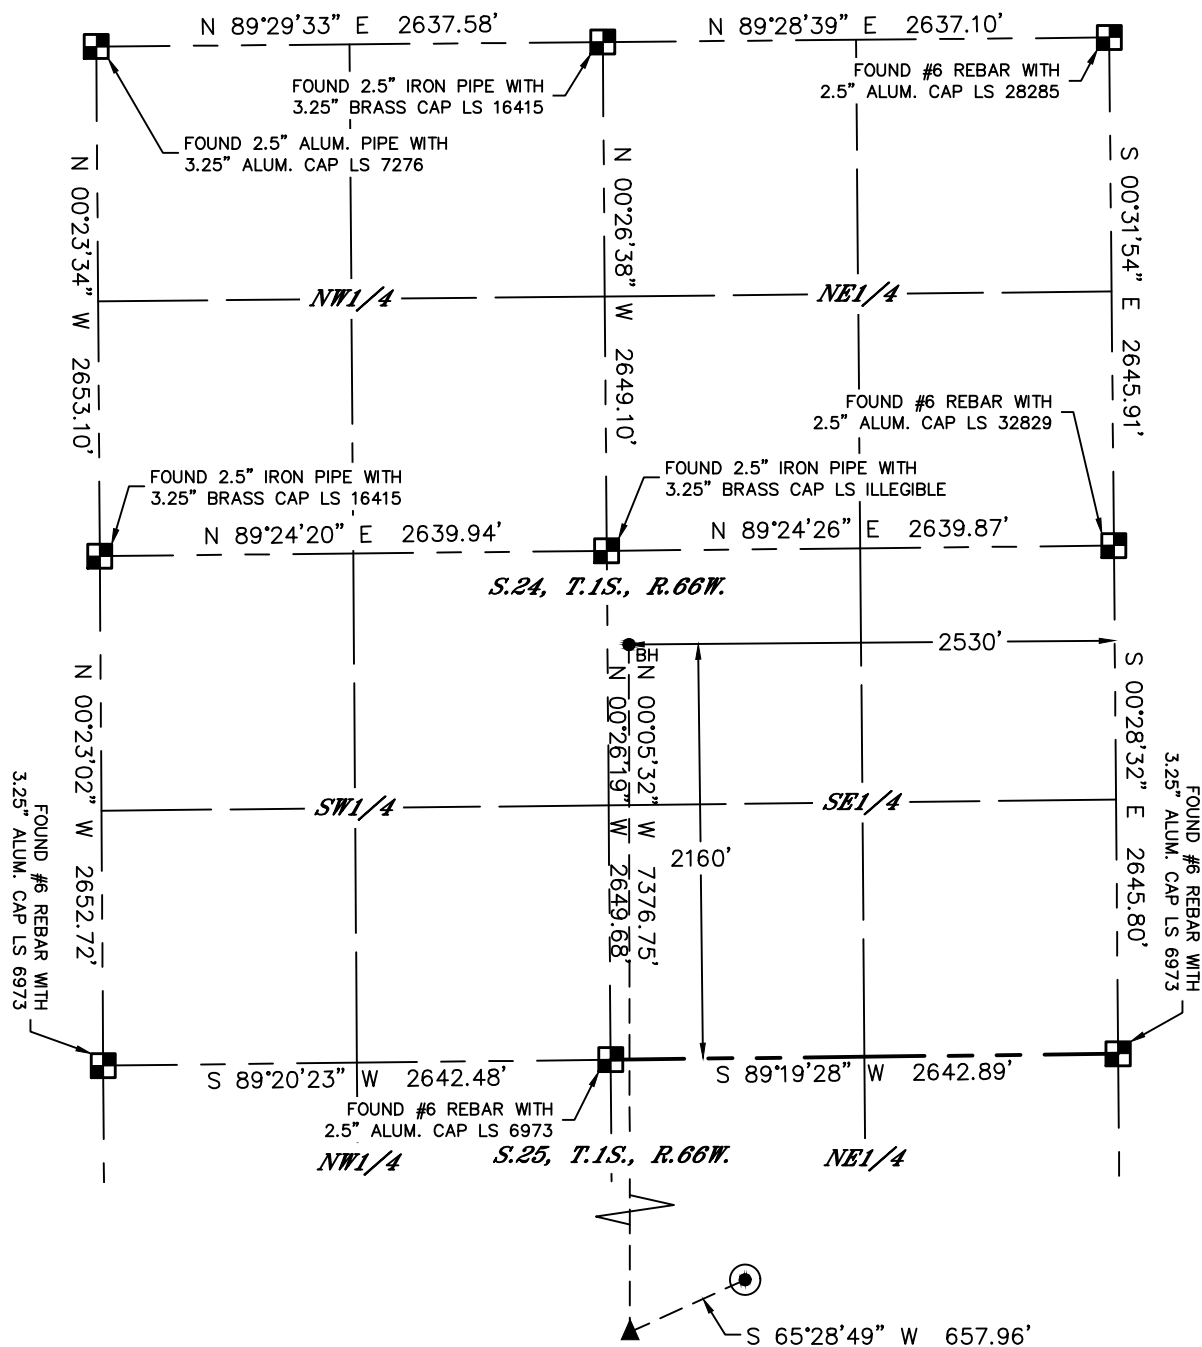 N 89°29'33" E 2637.58'
N 89°28'39" E 2637.10'
FOUND 2.5" IRON PIPE WITH
3.25" BRASS CAP LS 16415
FOUND #6 REBAR WITH
2.5" ALUM. CAP LS 28285
FOUND 2.5" ALUM. PIPE WITH
3.25" ALUM. CAP LS 7276
N 00°23'34" W 2653.10'
N 00°26'38" W 2649.10'
S 00°31'54" E 2645.91'
NW1/4
NE1/4
FOUND #6 REBAR WITH
2.5" ALUM. CAP LS 32829
FOUND 2.5" IRON PIPE WITH
3.25" BRASS CAP LS 16415
FOUND 2.5" IRON PIPE WITH
3.25" BRASS CAP LS ILLEGIBLE
N 89°24'20" E 2639.94'
N 89°24'26" E 2639.87'
S.24, T.1S., R.66W.
2530'
BH
N 00°23'02" W 2652.72'
N 00°26'19" W 2649.68'
N 00°05'32" W 7376.75'
S 00°28'32" E 2645.80'
SW1/4
SE1/4
2160'
FOUND #6 REBAR WITH
3.25" ALUM. CAP LS 6973
FOUND #6 REBAR WITH
3.25" ALUM. CAP LS 6973
S 89°20'23" W 2642.48'
S 89°19'28" W 2642.89'
FOUND #6 REBAR WITH
2.5" ALUM. CAP LS 6973
NW1/4
S.25, T.1S., R.66W.
NE1/4
S 65°28'49" W 657.96'